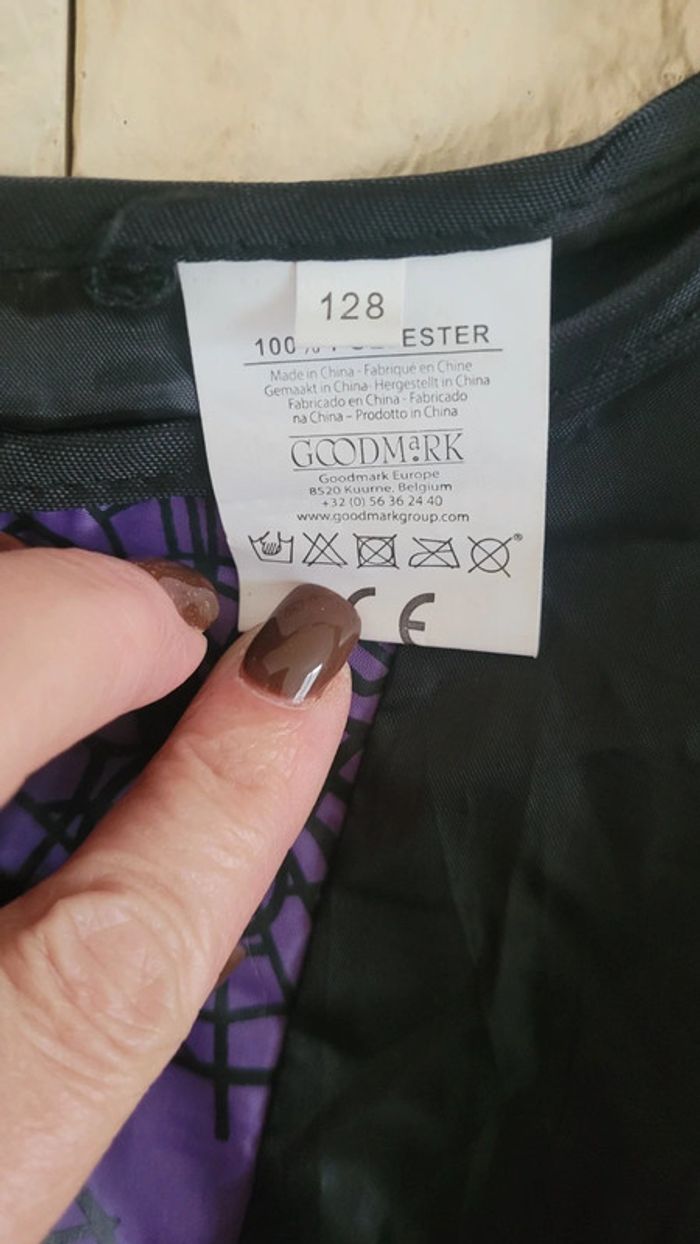 128
100% POLYESTER
Made in China - Fabriqué en Chine
Gemaakt in China- Hergestellt in China
Fabricado en China - Fabricado
na China – Prodotto in China
GOODMaRK
Goodmark Europe
8520 Kuurne, Belgium
+32 (0) 56 36 24 40
www.goodmarkgroup.com
CE